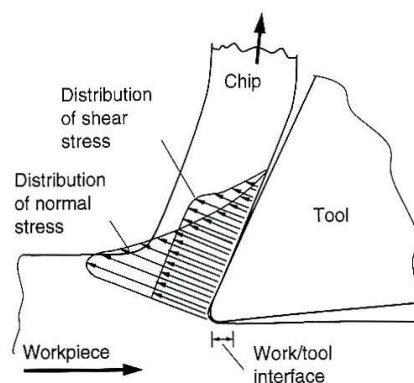 Chip
Distribution
of shear
stress
Distribution
of normal
stress
Tool
Workpiece
Work/tool
interface